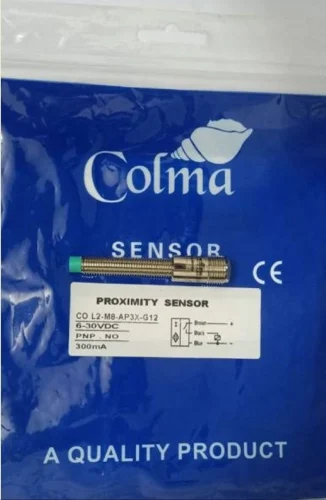 Colma
SENSOR
CE
PROXIMITY SENSOR
CO L2-M8-AP3X-G12
6-30VDC
PNP . NO
300mA
Brown +
Black
Blue -
A QUALITY PRODUCT